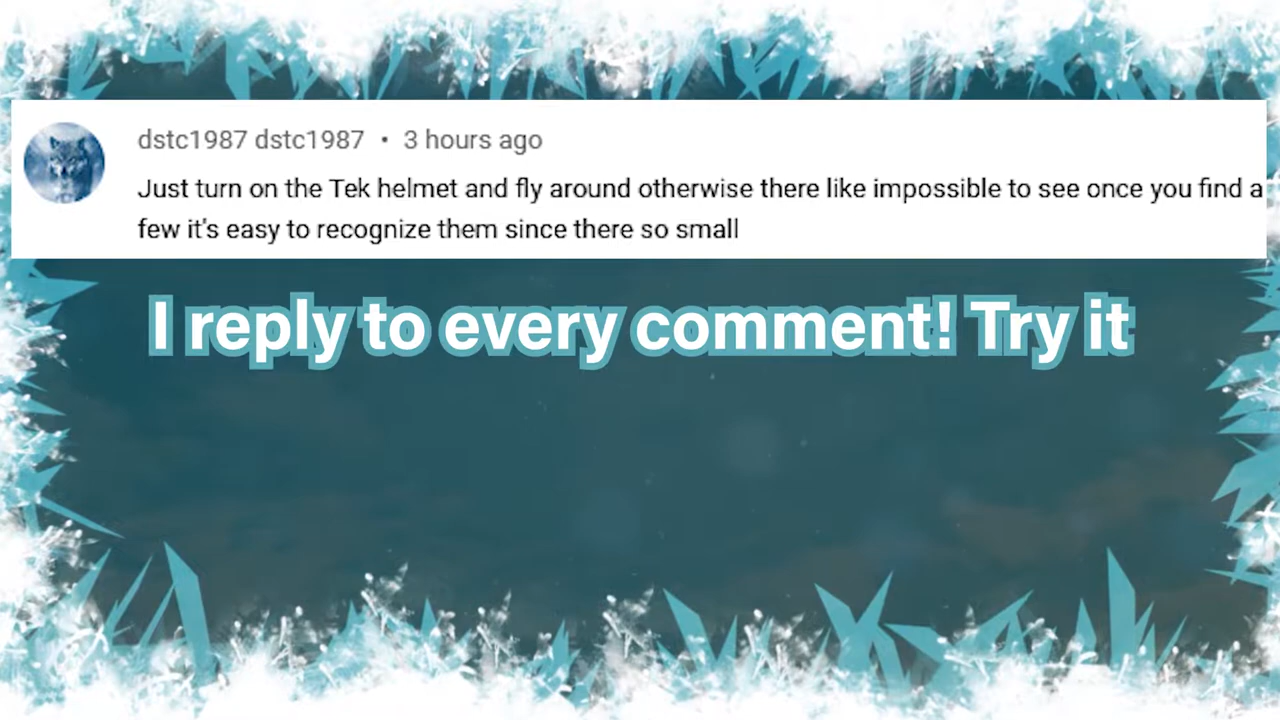 dstc1987 dstc1987 • 3 hours ago
Just turn on the Tek helmet and fly around otherwise there like impossible to see once you find a
few it's easy to recognize them since there so small
I reply to every comment! Try it